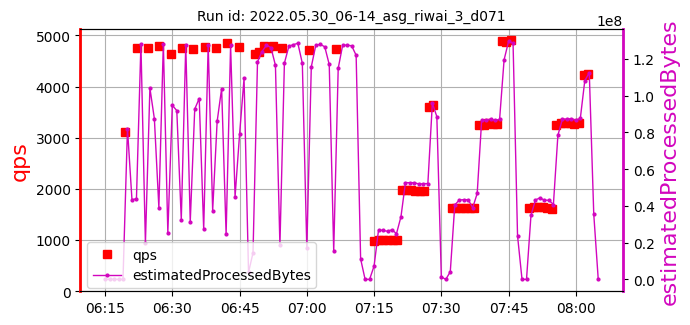 Run id: 2022.05.30_06-14_asg_riwai_3_d071
1e8
5000
4000
3000
2000
1000
0
qps
1.2
1.0
0.8
0.6
0.4
0.2
0.0
estimatedProcessedBytes
qps
estimatedProcessedBytes
06:15 06:30 06:45 07:00 07:15 07:30 07:45 08:00